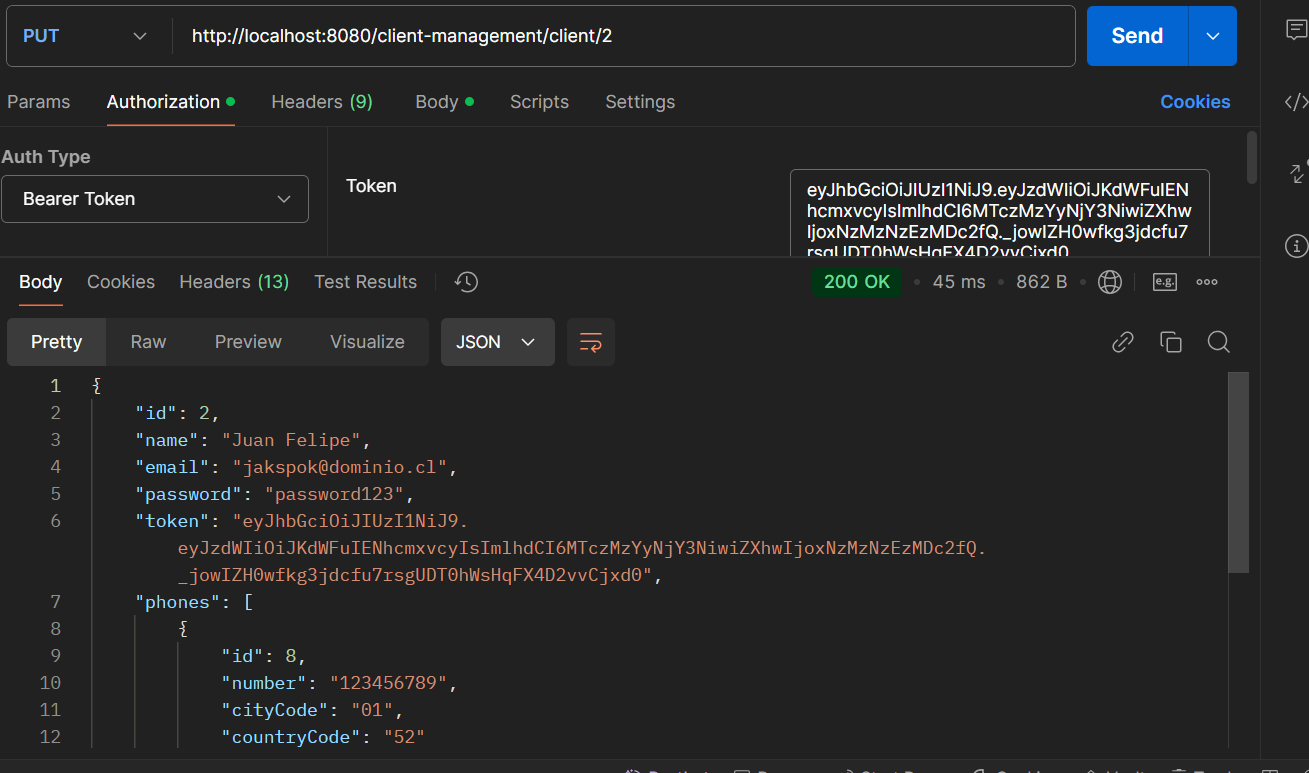 PUT http://localhost:8080/client-management/client/2 Send
Params Authorization Headers (9) Body Scripts Settings Cookies
Auth Type
Bearer Token
Token
eyJhbGciOiJIUzI1NiJ9.eyJzdWIiOiJKdWFuIEN
hcmxvcyIsImlhdCI6MTczMzYyNjY3NiwiZXhw
IjoxNzMzNzEzMDc2fQ._jowIZH0wfkg3jdcfu7
rsgUDT0hWsHqFX4D2vvCjxd0
Body Cookies Headers (13) Test Results 200 OK 45 ms 862 B e.g.
Pretty Raw Preview Visualize JSON
1 {
2 "id": 2,
3 "name": "Juan Felipe",
4 "email": "jakspok@dominio.cl",
5 "password": "password123",
6 "token": "eyJhbGciOiJIUzI1NiJ9.
eyJzdWIiOiJKdWFuIENhcmxvcyIsImlhdCI6MTczMzYyNjY3NiwiZXhwIjoxNzMzNzEzMDc2fQ.
_jowIZH0wfkg3jdcfu7rsgUDT0hWsHqFX4D2vvCjxd0",
7 "phones": [
8 {
9 "id": 8,
10 "number": "123456789",
11 "cityCode": "01",
12 "countryCode": "52"